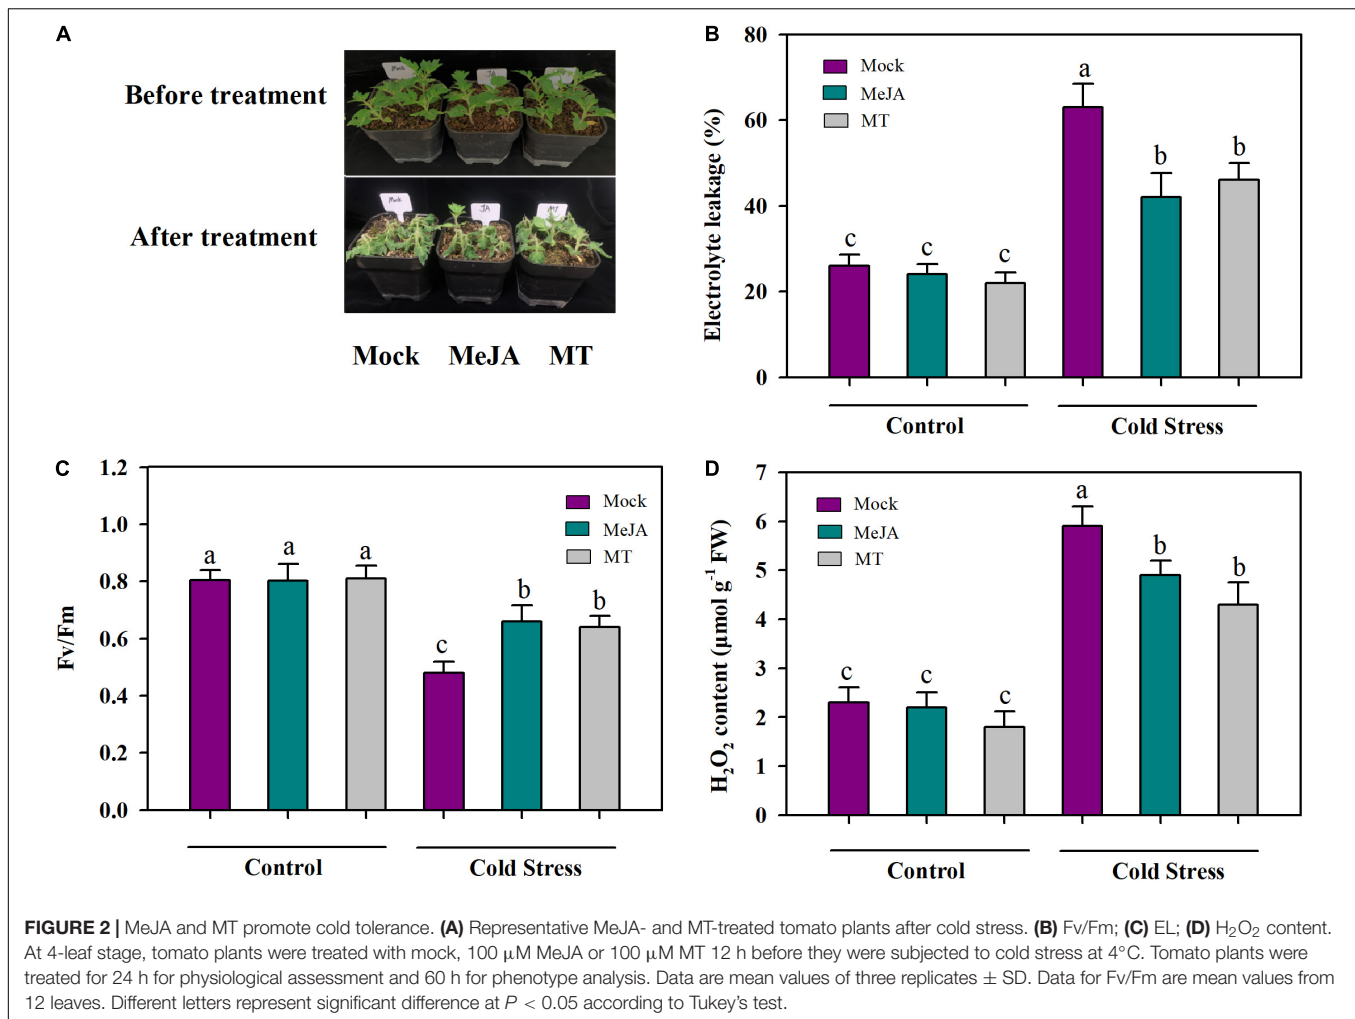 A
Before treatment
After treatment
Mock
JA
MT
Mock MeJA MT
B
Electrolyte leakage (%)
80
60
40
20
0
Mock
MeJA
MT
c c c a b b
Control Cold Stress
C
Fv/Fm
1.2
1.0
0.8
0.6
0.4
0.2
0.0
Mock
MeJA
MT
a a a c b b
Control Cold Stress
D
H₂O₂ content (µmol g⁻¹ FW)
7
6
5
4
3
2
1
0
Mock
MeJA
MT
c c c a b b
Control Cold Stress
FIGURE 2 | MeJA and MT promote cold tolerance. (A) Representative MeJA- and MT-treated tomato plants after cold stress. (B) Fv/Fm; (C) EL; (D) H₂O₂ content.
At 4-leaf stage, tomato plants were treated with mock, 100 µM MeJA or 100 µM MT 12 h before they were subjected to cold stress at 4°C. Tomato plants were
treated for 24 h for physiological assessment and 60 h for phenotype analysis. Data are mean values of three replicates ± SD. Data for Fv/Fm are mean values from
12 leaves. Different letters represent significant difference at P < 0.05 according to Tukey's test.